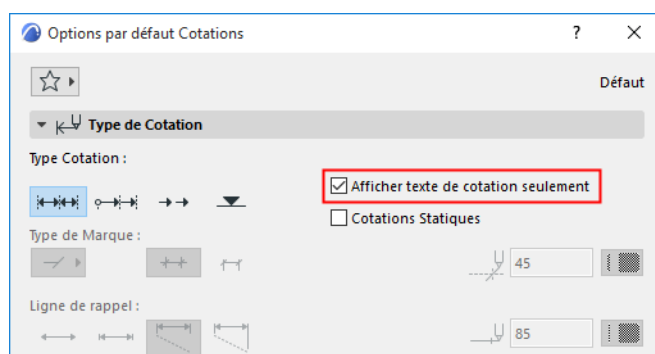 Options par défaut Cotations
?
Défaut
Type de Cotation
Type Cotation :
Afficher texte de cotation seulement
Cotations Statiques
Type de Marque :
45
Ligne de rappel :
85